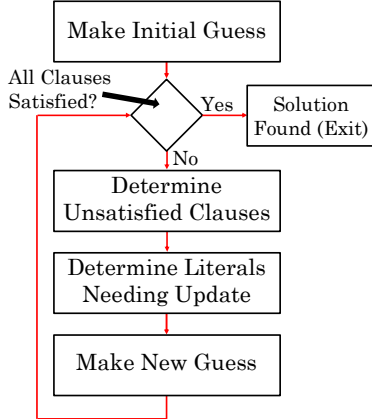 Make Initial Guess
All Clauses
Satisfied?
Yes
Solution
Found (Exit)
No
Determine
Unsatisfied Clauses
Determine Literals
Needing Update
Make New Guess